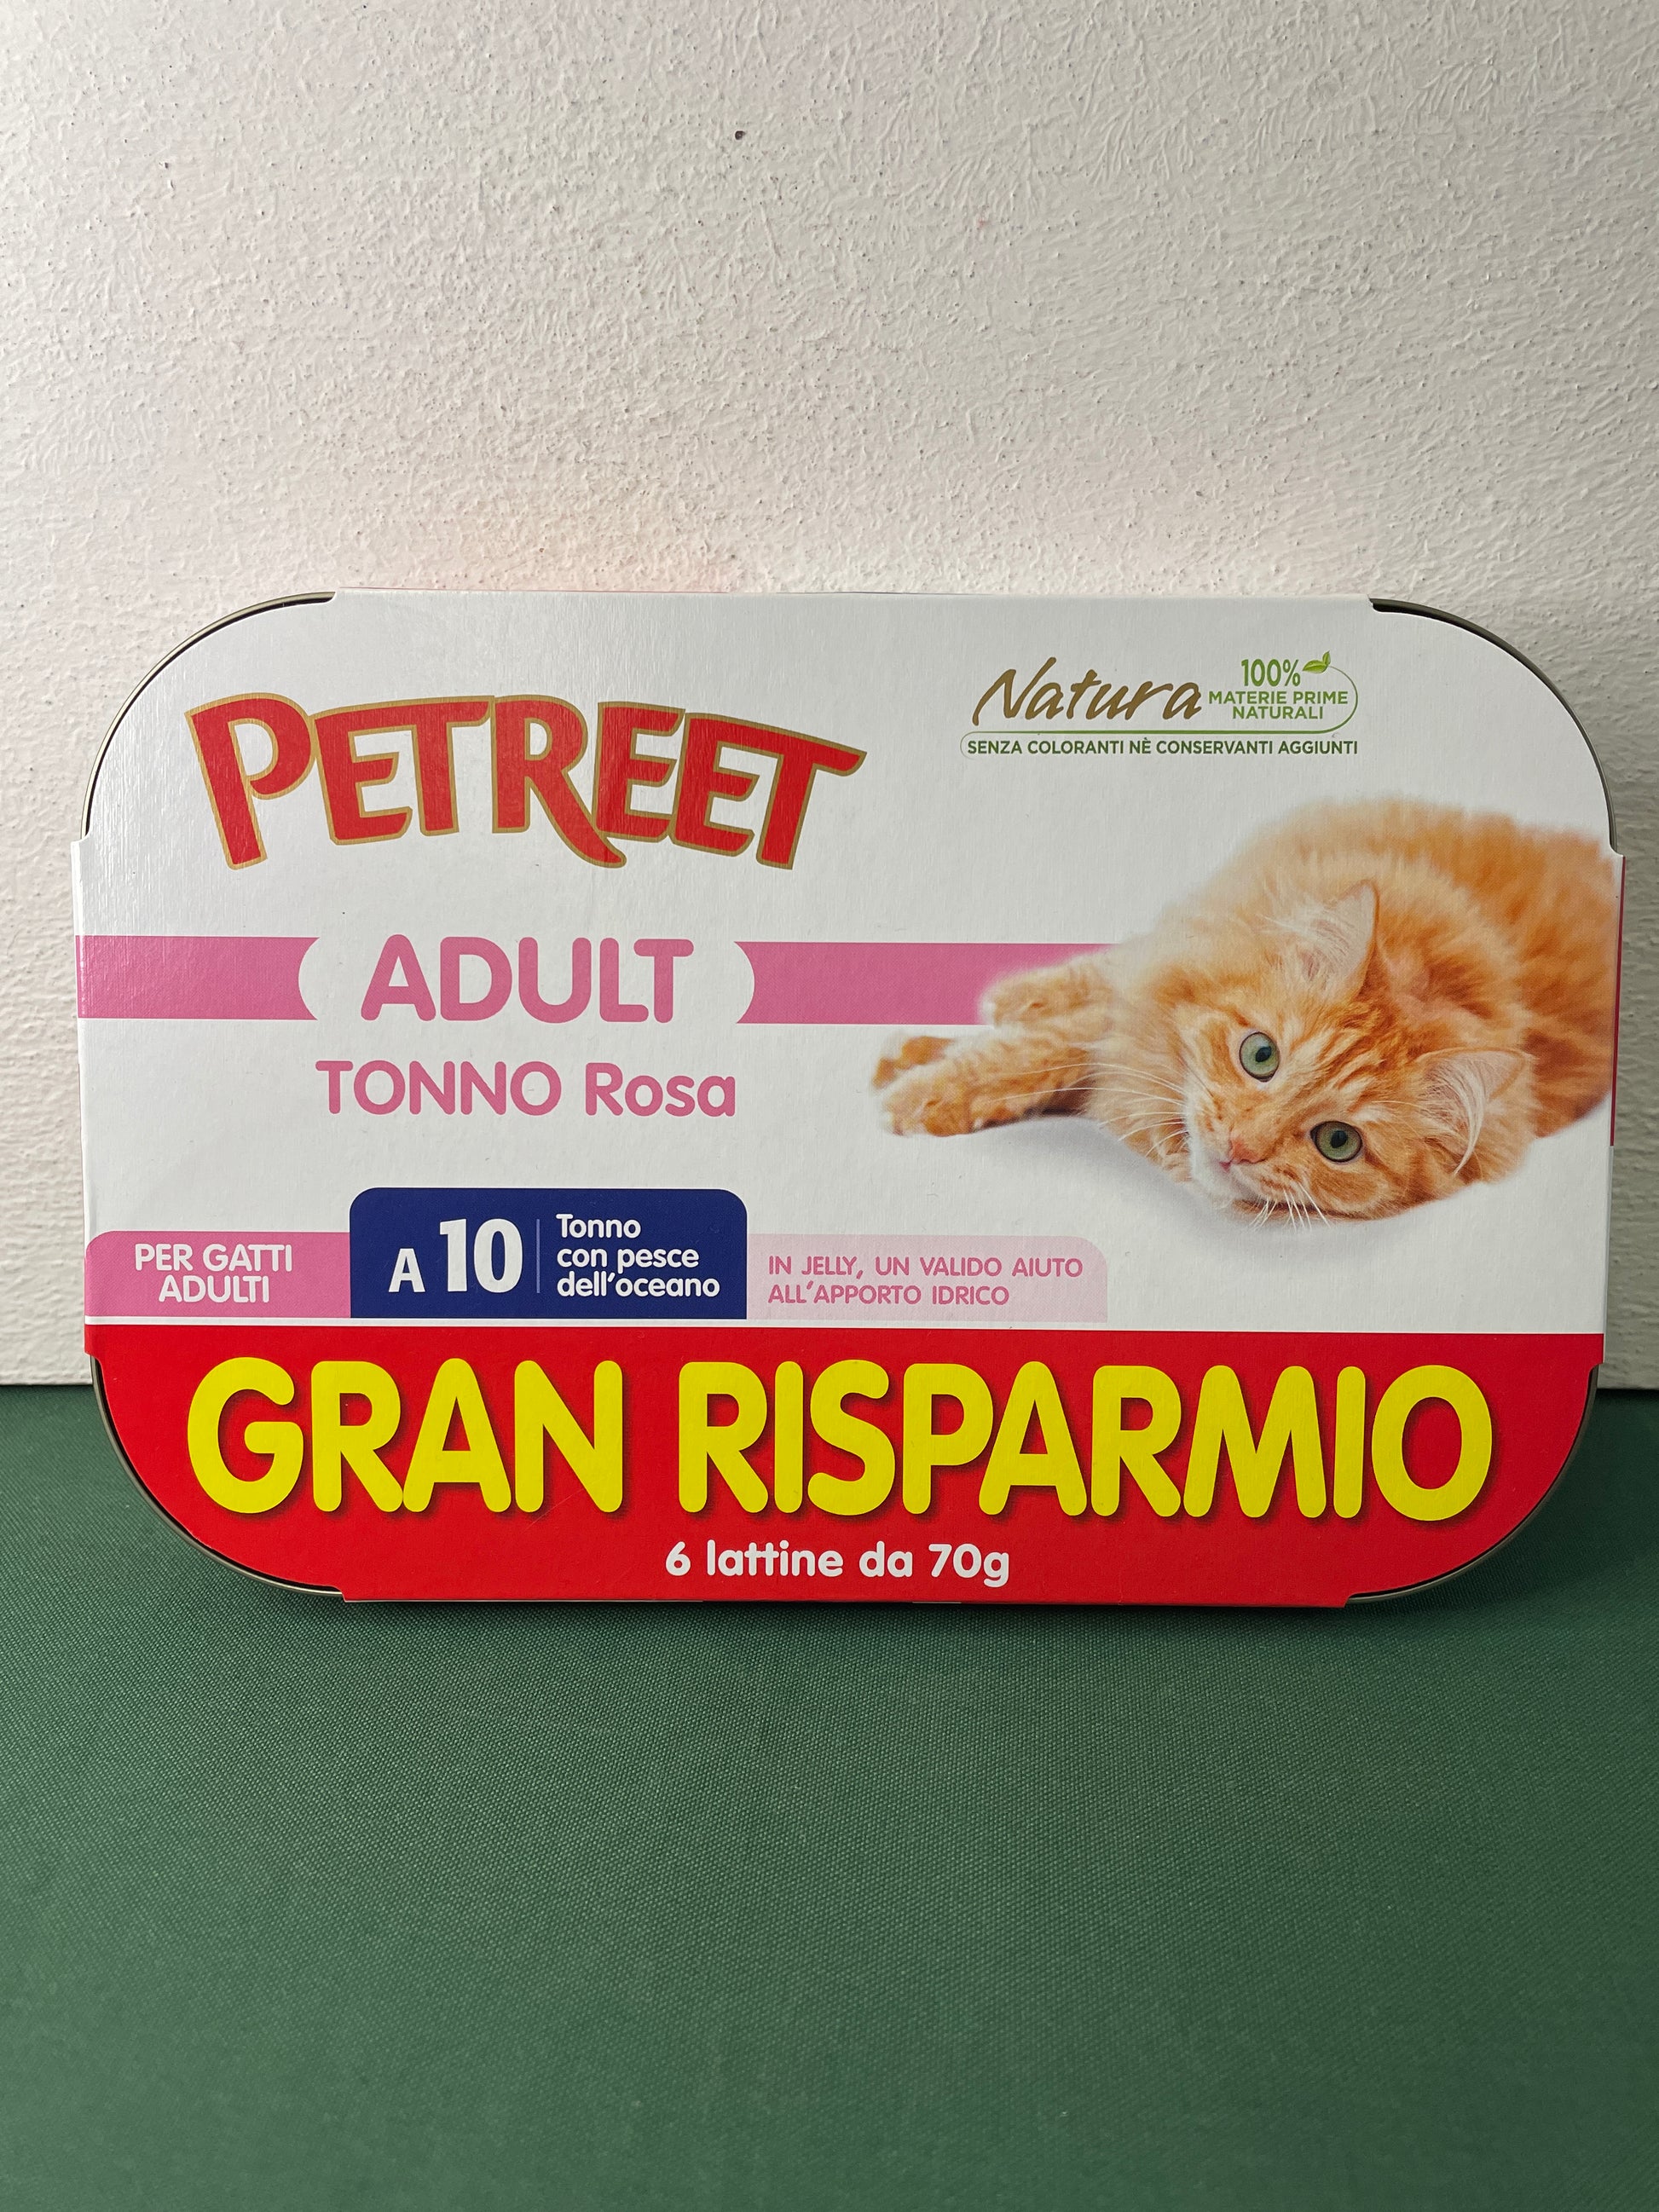 PETREET
Natura
100%
MATERIE PRIME
NATURALI
SENZA COLORANTI NÈ CONSERVANTI AGGIUNTI
ADULT
TONNO Rosa
PER GATTI
ADULTI
A 10
Tonno
con pesce
dell'oceano
IN JELLY, UN VALIDO AIUTO
ALL'APPORTO IDRICO
GRAN RISPARMIO
6 lattine da 70g